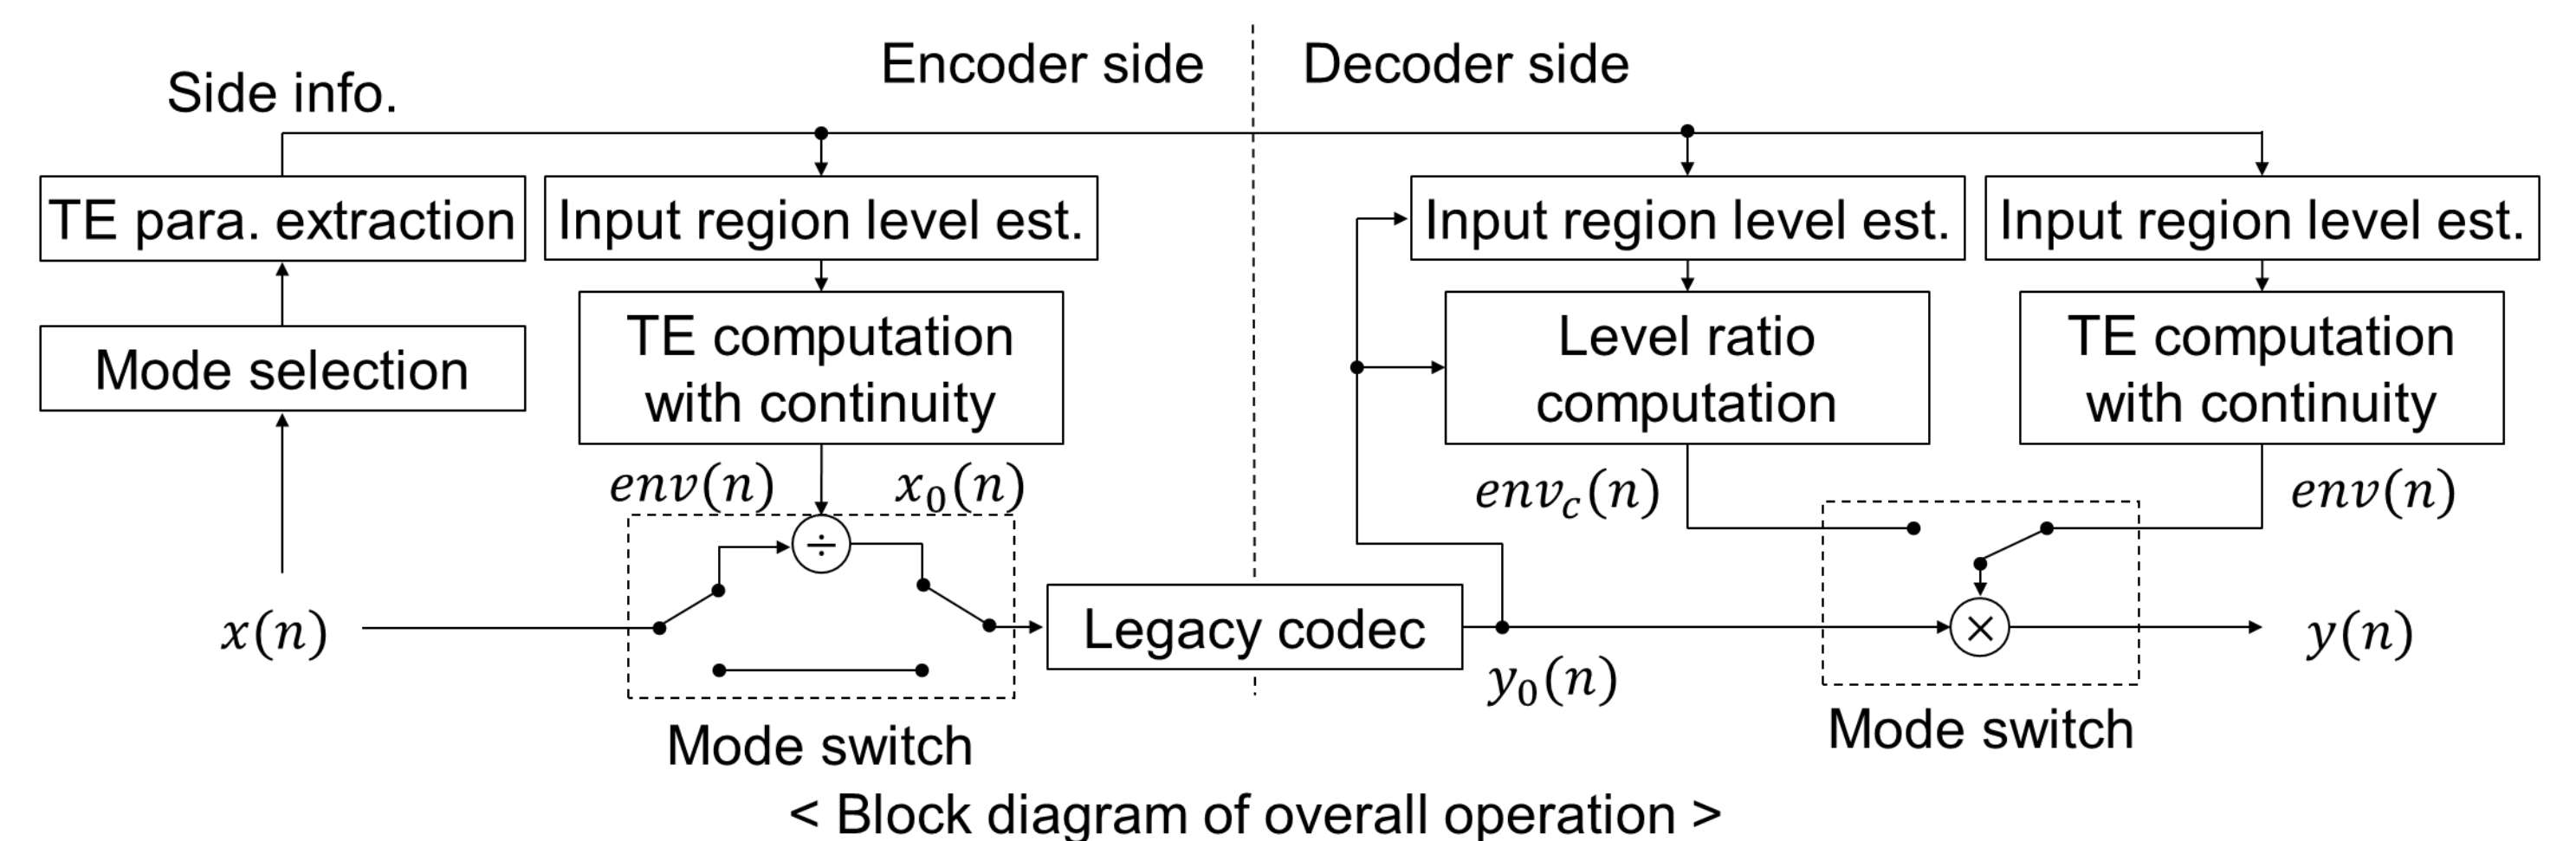 Encoder side
Decoder side
Side info.
TE para. extraction
Input region level est.
Input region level est.
Input region level est.
Mode selection
TE computation
with continuity
Level ratio
computation
TE computation
with continuity
env(n)
x₀(n)
env_c(n)
env(n)
÷
x(n)
Legacy codec
y₀(n)
×
y(n)
Mode switch
Mode switch
< Block diagram of overall operation >